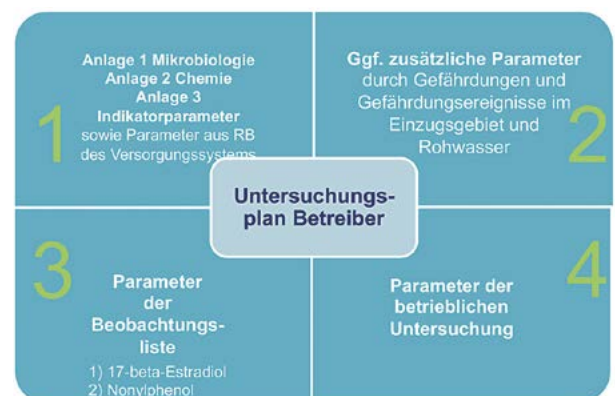 Anlage 1 Mikrobiologie
Anlage 2 Chemie
Anlage 3
Indikatorparameter
sowie Parameter aus RB
des Versorgungssystems
1
Ggf. zusätzliche Parameter
durch Gefährdungen und
Gefährdungsereignisse im
Einzugsgebiet und
Rohwasser
2
Untersuchungs-
plan Betreiber
3
Parameter
der
Beobachtungs-
liste
1) 17-beta-Estradiol
2) Nonylphenol
4
Parameter der
betrieblichen
Untersuchung